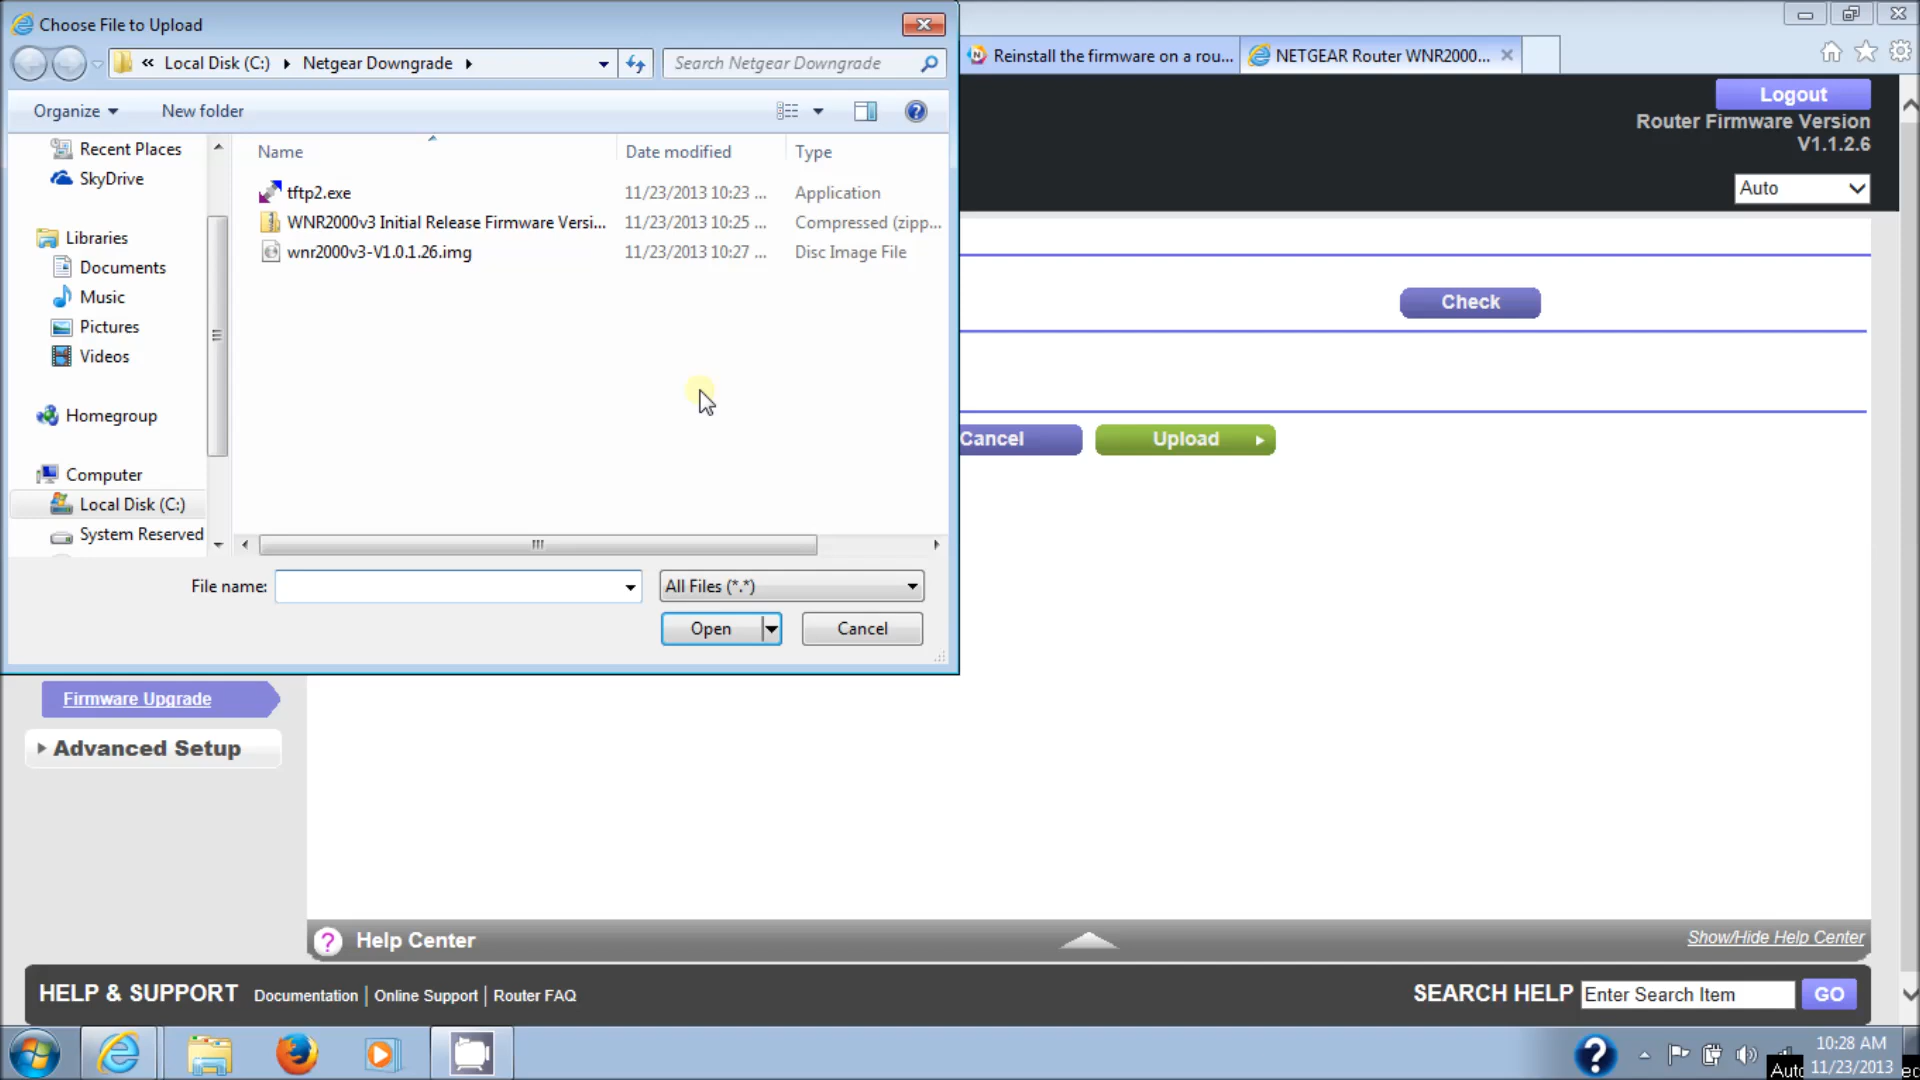 Choose File to Upload
« Local Disk (C:) Netgear Downgrade
Search Netgear Downgrade
Reinstall the firmware on a rou...
NETGEAR Router WNR2000...
Organize
New folder
Logout
Router Firmware Version
V1.1.2.6
Auto
Recent Places
SkyDrive
Libraries
Documents
Music
Pictures
Videos
Homegroup
Computer
Local Disk (C:)
System Reserved
Name Date modified Type
tftp2.exe 11/23/2013 10:23 ... Application
WNR2000v3 Initial Release Firmware Versi... 11/23/2013 10:25 ... Compressed (zipp...
wnr2000v3-V1.0.1.26.img 11/23/2013 10:27 ... Disc Image File
Check
Cancel
Upload
File name:
All Files (*.*)
Open
Cancel
Firmware Upgrade
Advanced Setup
? Help Center
Show/Hide Help Center
HELP & SUPPORT Documentation | Online Support | Router FAQ
SEARCH HELP Enter Search Item GO
10:28 AM
11/23/2013